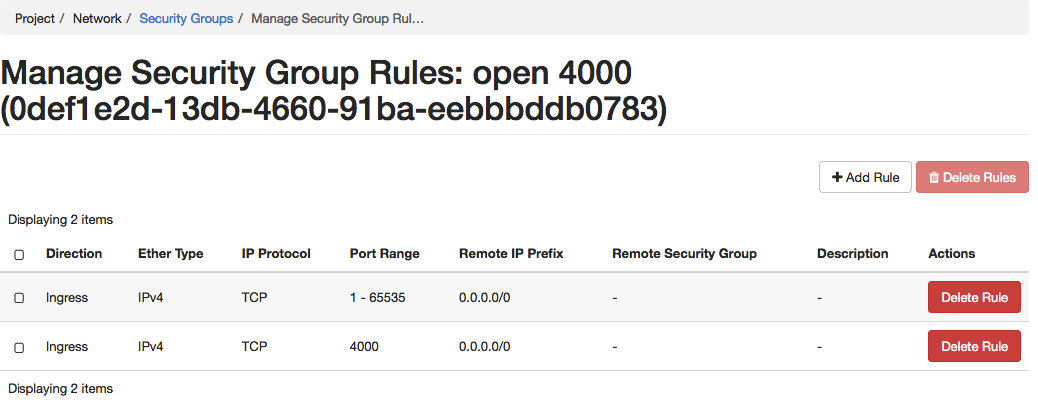 Project / Network / Security Groups / Manage Security Group Rul...
Manage Security Group Rules: open 4000
(0def1e2d-13db-4660-91ba-eebbbddb0783)
Add Rule Delete Rules
Displaying 2 items
Direction Ether Type IP Protocol Port Range Remote IP Prefix Remote Security Group Description Actions
Ingress IPv4 TCP 1 - 65535 0.0.0.0/0 - - Delete Rule
Ingress IPv4 TCP 4000 0.0.0.0/0 - - Delete Rule
Displaying 2 items